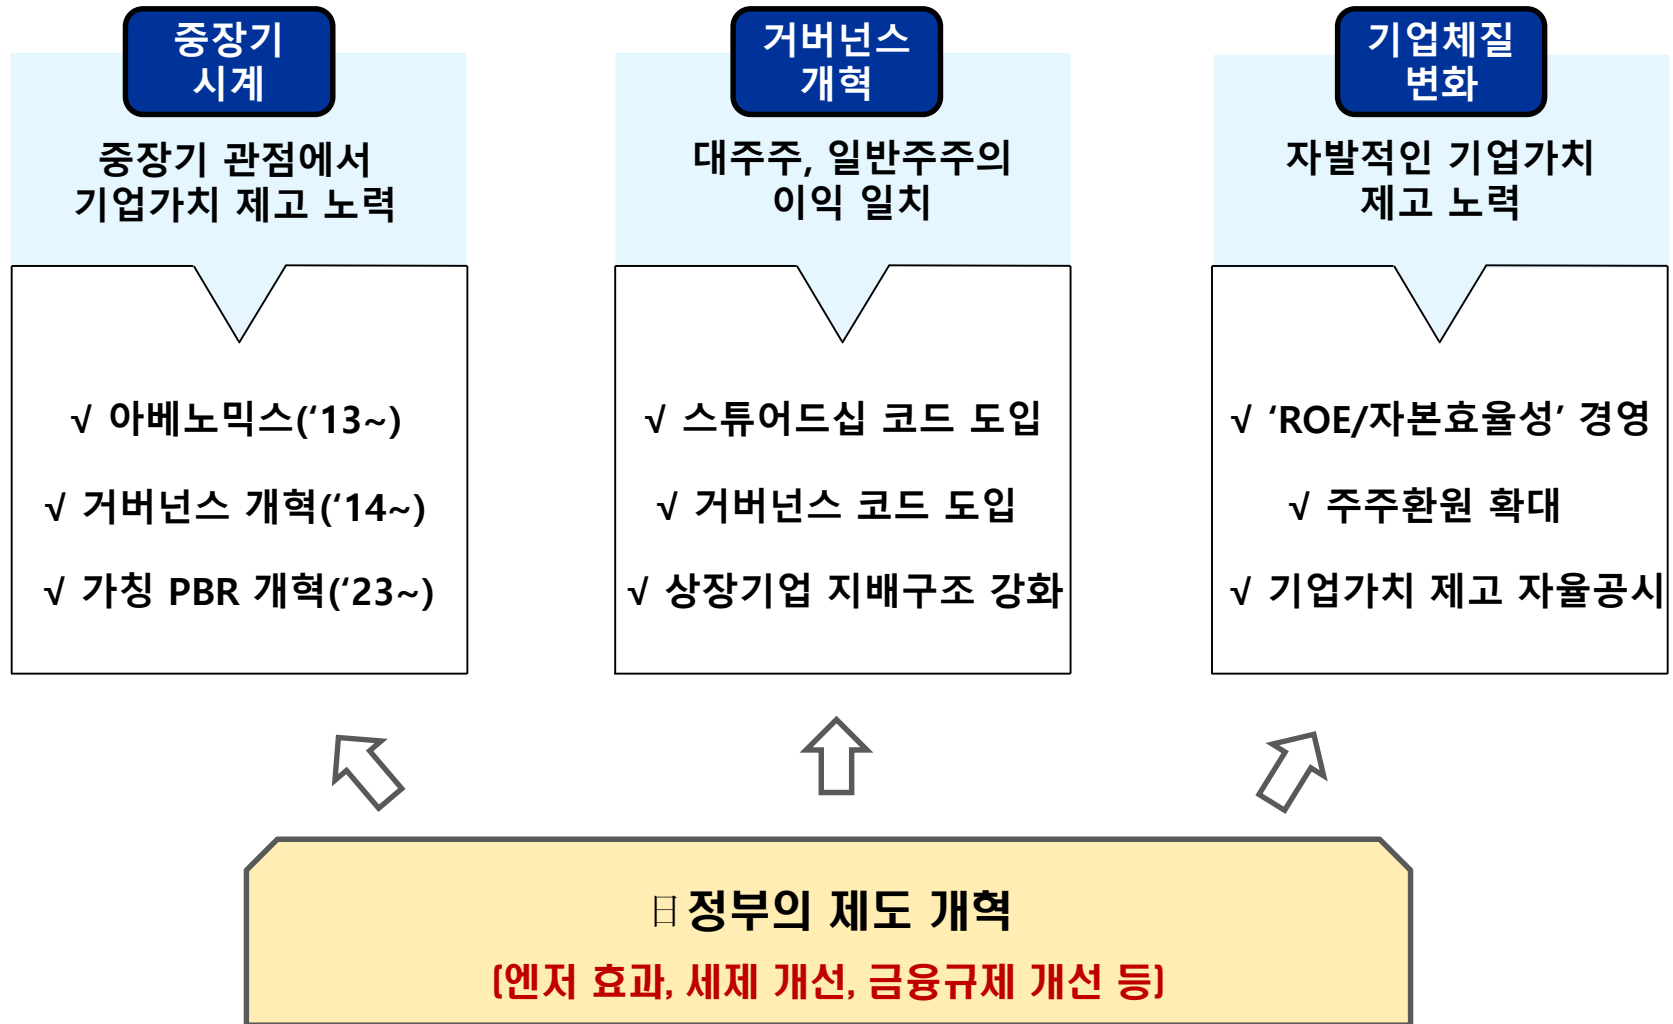 중장기
시계
중장기 관점에서
기업가치 제고 노력
√ 아베노믹스(‘13~)
√ 거버넌스 개혁(‘14~)
√ 가칭 PBR 개혁(‘23~)
거버넌스
개혁
대주주, 일반주주의
이익 일치
√ 스튜어드십 코드 도입
√ 거버넌스 코드 도입
√ 상장기업 지배구조 강화
기업체질
변화
자발적인 기업가치
제고 노력
√ ‘ROE/자본효율성’ 경영
√ 주주환원 확대
√ 기업가치 제고 자율공시
日 정부의 제도 개혁
(엔저 효과, 세제 개선, 금융규제 개선 등)